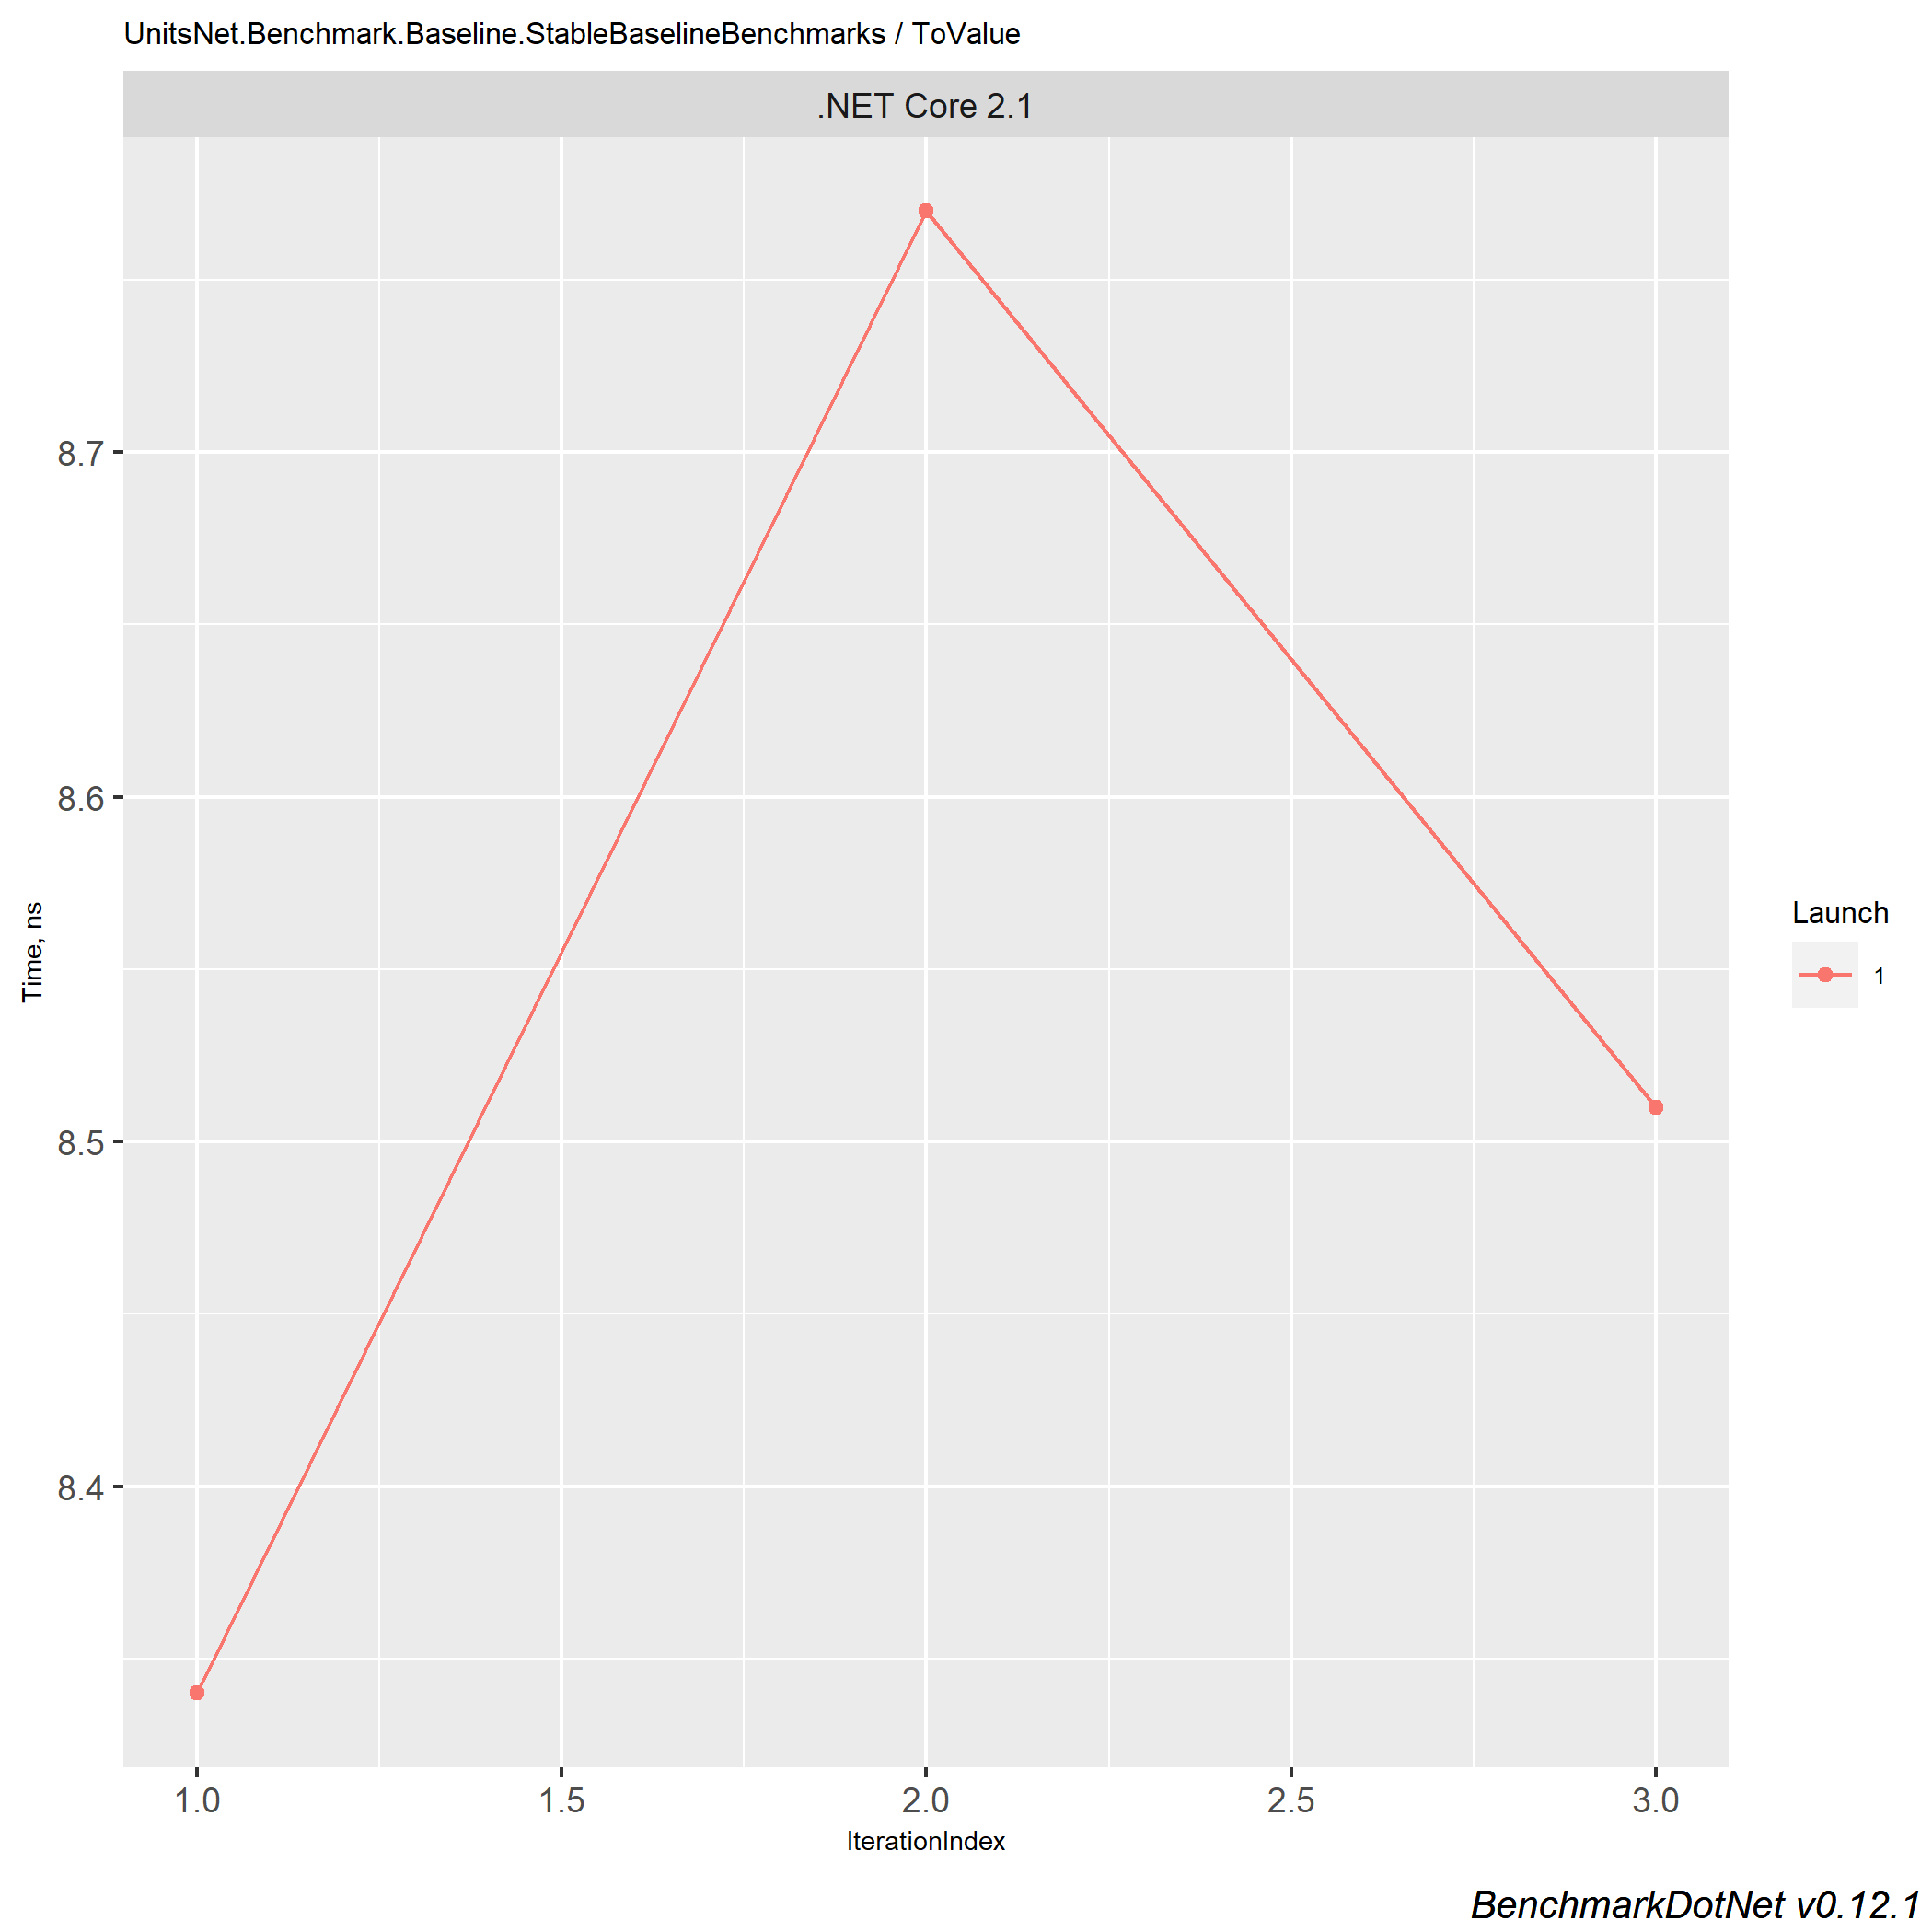 UnitsNet.Benchmark.Baseline.StableBaselineBenchmarks / ToValue
.NET Core 2.1
8.7
8.6
8.5
8.4
Time, ns
1.0 1.5 2.0 2.5 3.0
IterationIndex
Launch
1
BenchmarkDotNet v0.12.1